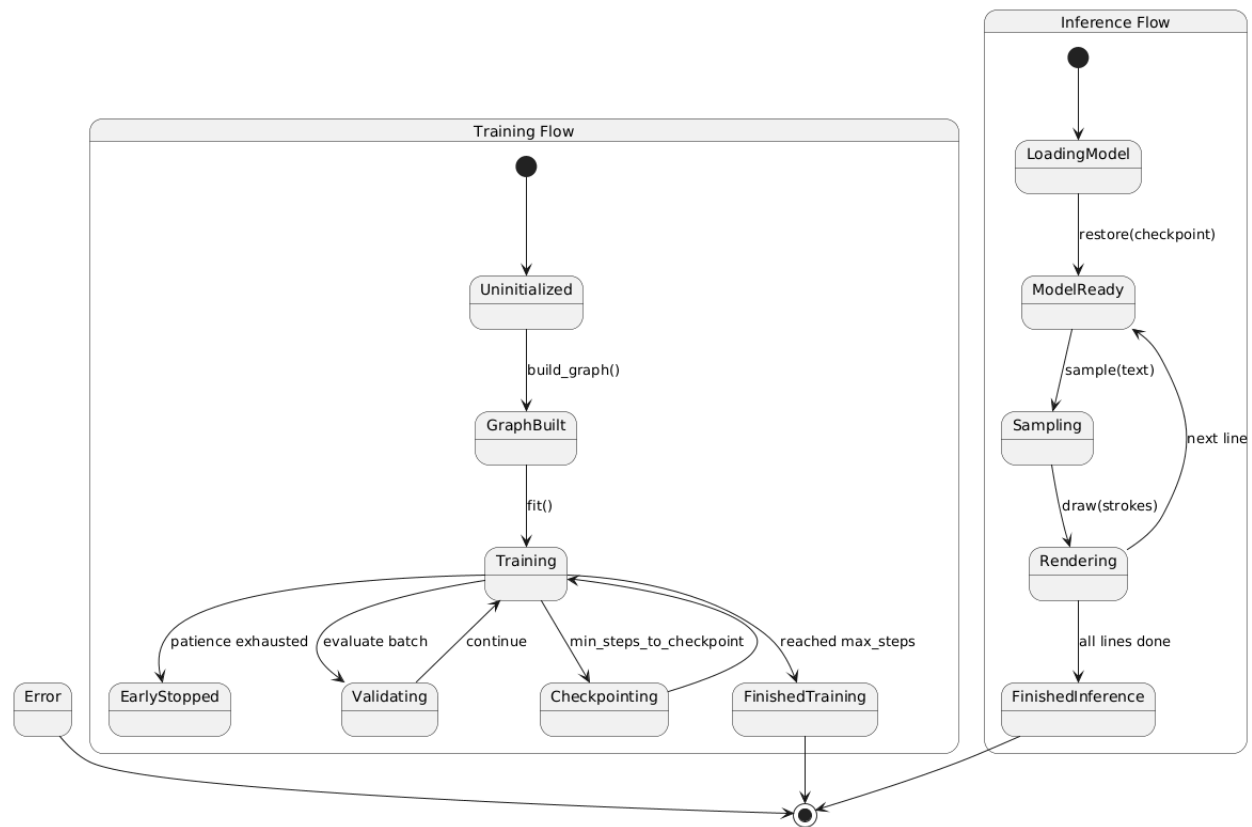 Inference Flow
Training Flow
LoadingModel
restore(checkpoint)
Uninitialized
ModelReady
build_graph()
sample(text)
GraphBuilt
Sampling
next line
fit()
draw(strokes)
Training
Rendering
patience exhausted
evaluate batch
continue
min_steps_to_checkpoint
reached max_steps
all lines done
Error
EarlyStopped
Validating
Checkpointing
FinishedTraining
FinishedInference